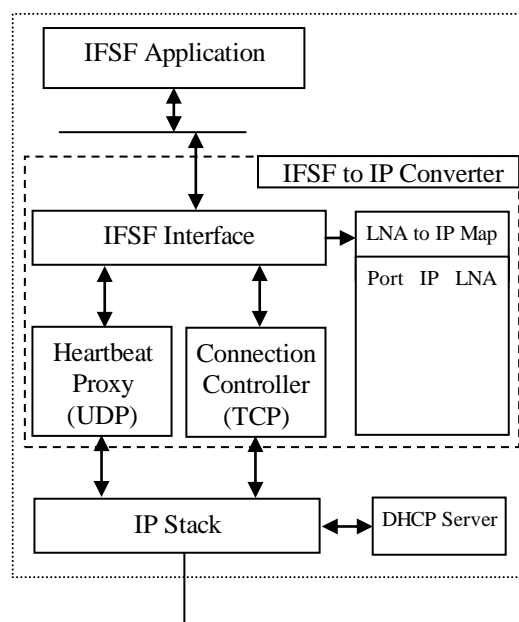 IFSF Application
IFSF to IP Converter
IFSF Interface
LNA to IP Map
Port IP LNA
Heartbeat
Proxy
(UDP)
Connection
Controller
(TCP)
IP Stack
DHCP Server